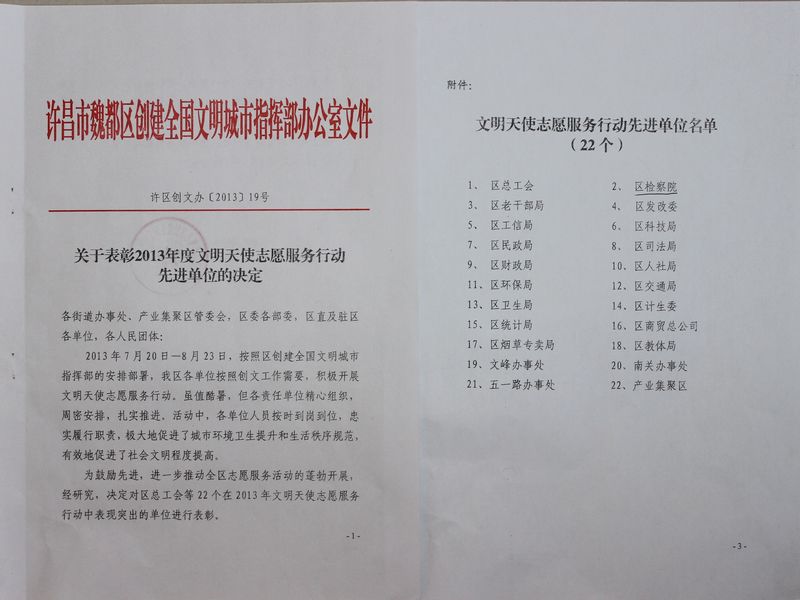 许昌市魏都区创建全国文明城市指挥部办公室文件
许区创文办〔2013〕19号
关于表彰2013年度文明天使志愿服务行动
先进单位的决定
各街道办事处、产业集聚区管委会，区委各部委，区直及驻区
各单位，各人民团体：
2013年7月20日—8月23日，按照区创建全国文明城市
指挥部的安排部署，我区各单位按照创文工作需要，积极开展
文明天使志愿服务行动。虽值酷署，但各责任单位精心组织，
周密安排，扎实推进。活动中，各单位人员按时到岗到位，忠
实履行职责，极大地促进了城市环境卫生提升和生活秩序规范，
有效地促进了社会文明程度提高。
为鼓励先进，进一步推动全区志愿服务活动的蓬勃开展，
经研究，决定对区总工会等22个在2013年文明天使志愿服务
行动中表现突出的单位进行表彰。
-1-
附件：
文明天使志愿服务行动先进单位名单
（22个）
1、 区总工会 2、 区检察院
3、 区老干部局 4、 区发改委
5、 区工信局 6、 区科技局
7、 区民政局 8、 区司法局
9、 区财政局 10、区人社局
11、区环保局 12、区交通局
13、区卫生局 14、区计生委
15、区统计局 16、区商贸总公司
17、区烟草专卖局 18、区教体局
19、文峰办事处 20、南关办事处
21、五一路办事处 22、产业集聚区
-3-